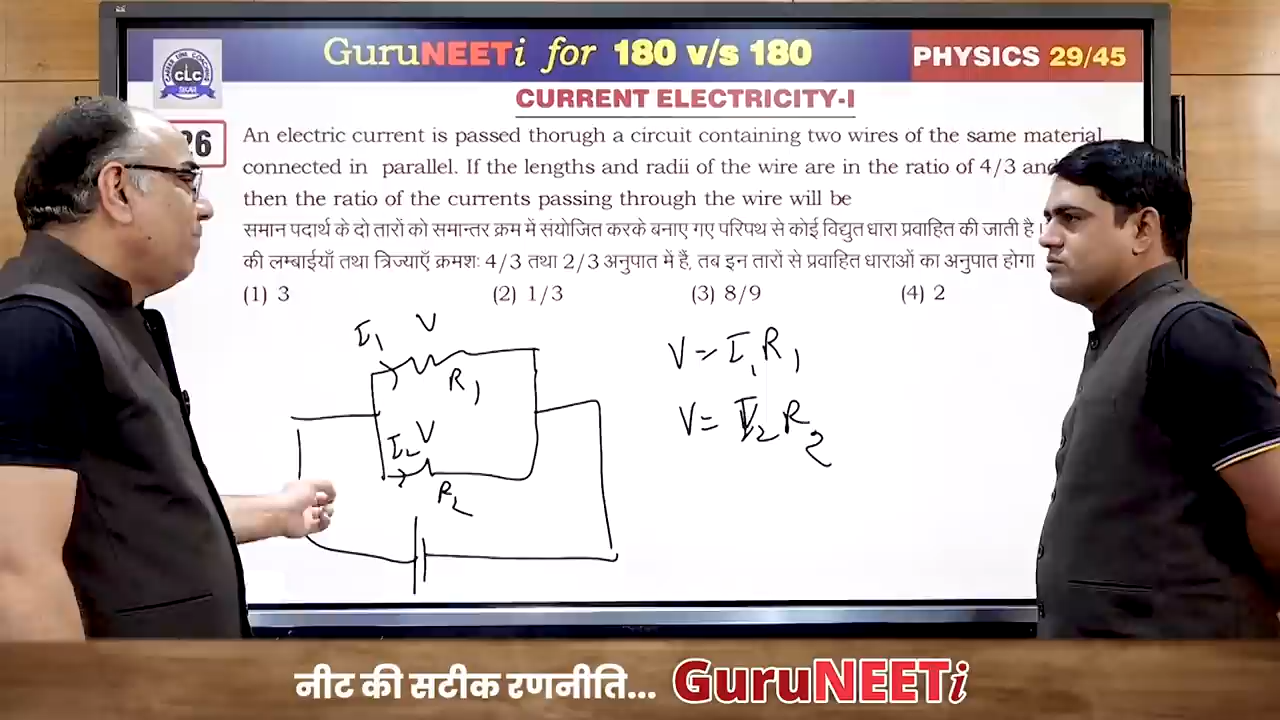 GuruNEETi for 180 v/s 180
PHYSICS 29/45
CLC
SIKAR
CURRENT ELECTRICITY-I
26
An electric current is passed thorugh a circuit containing two wires of the same material,
connected in parallel. If the lengths and radii of the wire are in the ratio of 4/3 and
then the ratio of the currents passing through the wire will be
समान पदार्थ के दो तारों को समान्तर क्रम में संयोजित करके बनाए गए परिपथ से कोई विद्युत धारा प्रवाहित की जाती है।
की लम्बाईयाँ तथा त्रिज्याएँ क्रमशः 4/3 तथा 2/3 अनुपात में हैं, तब इन तारों से प्रवाहित धाराओं का अनुपात होगा
(1) 3 (2) 1/3 (3) 8/9 (4) 2
I₁ V
R₁
I₂ V
R₂
V = I₁R₁
V = I₂R₂
नीट की सटीक रणनीति... GuruNEETi